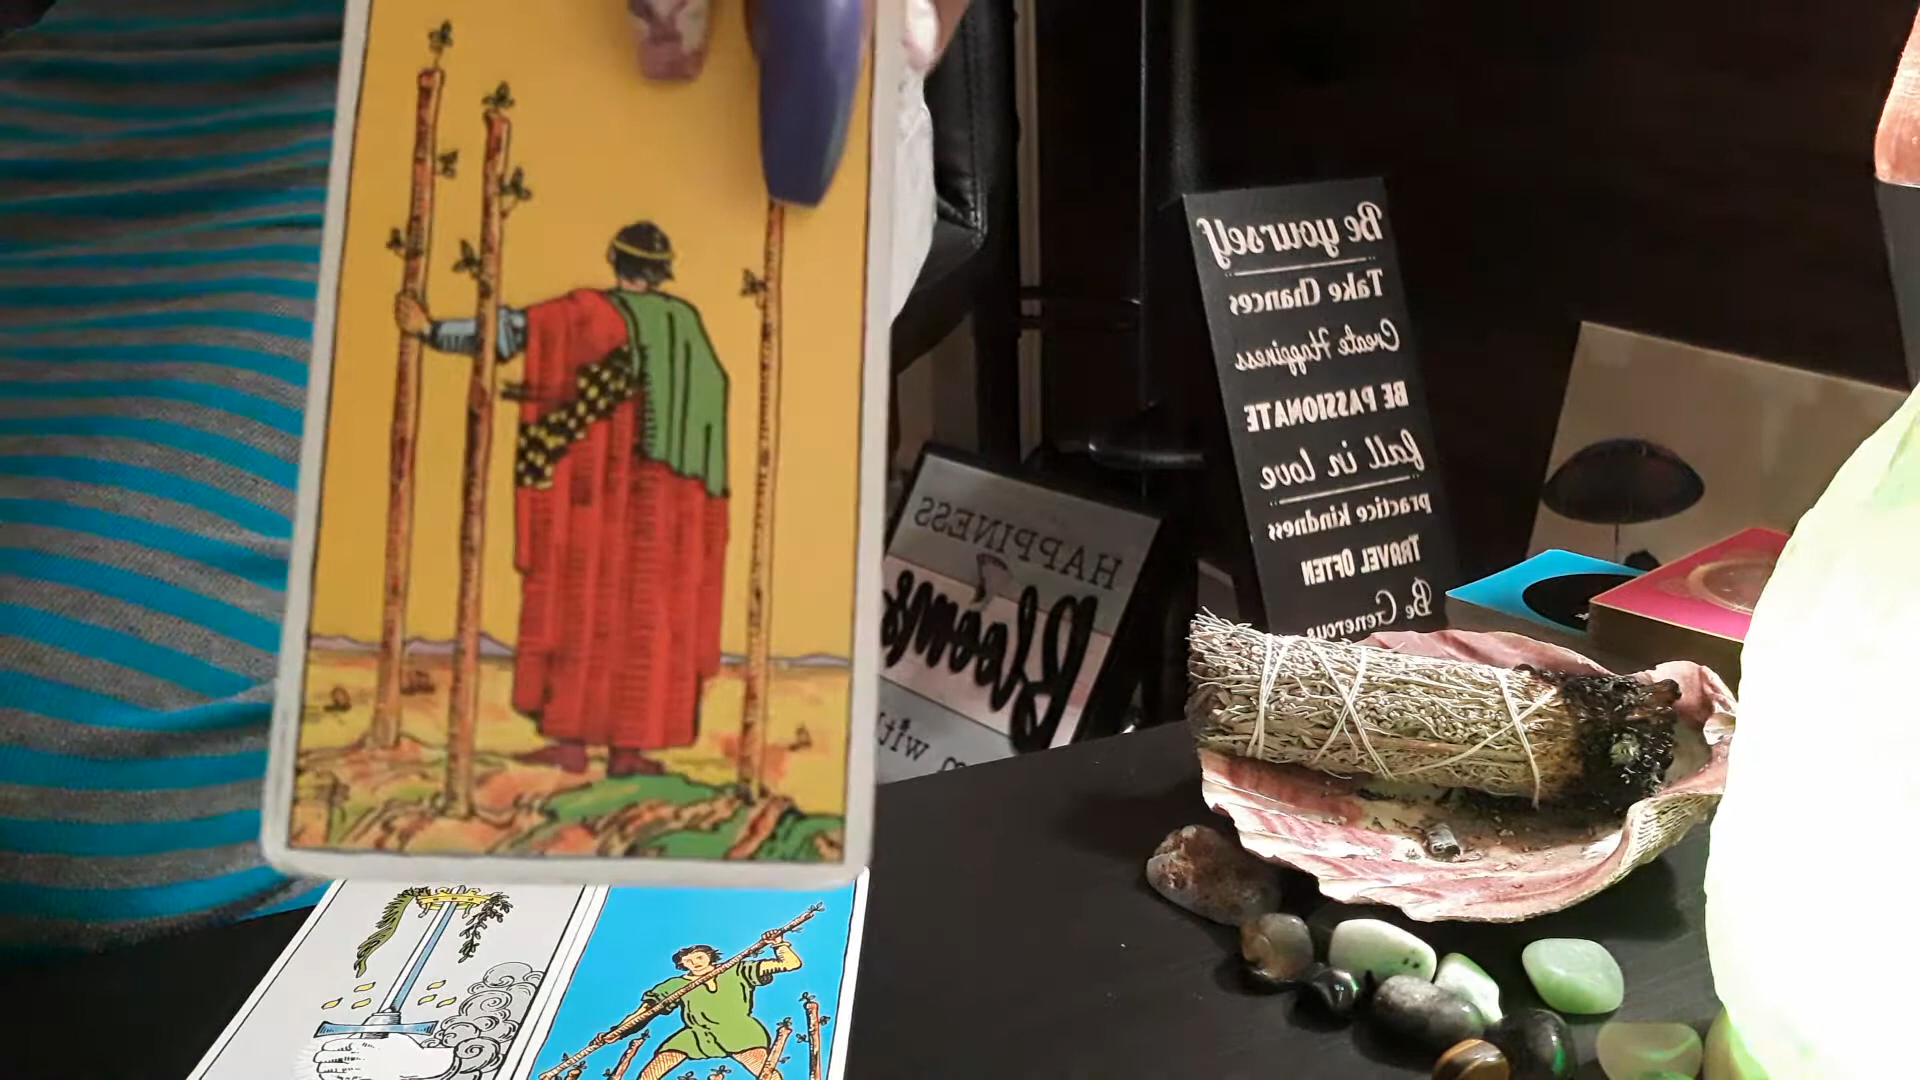 Be yourself
Take Chances
Create Happiness
BE PASSIONATE
fall in love
practice kindness
TRAVEL OFTEN
Be Generous
HAPPINESS
Blooms
with